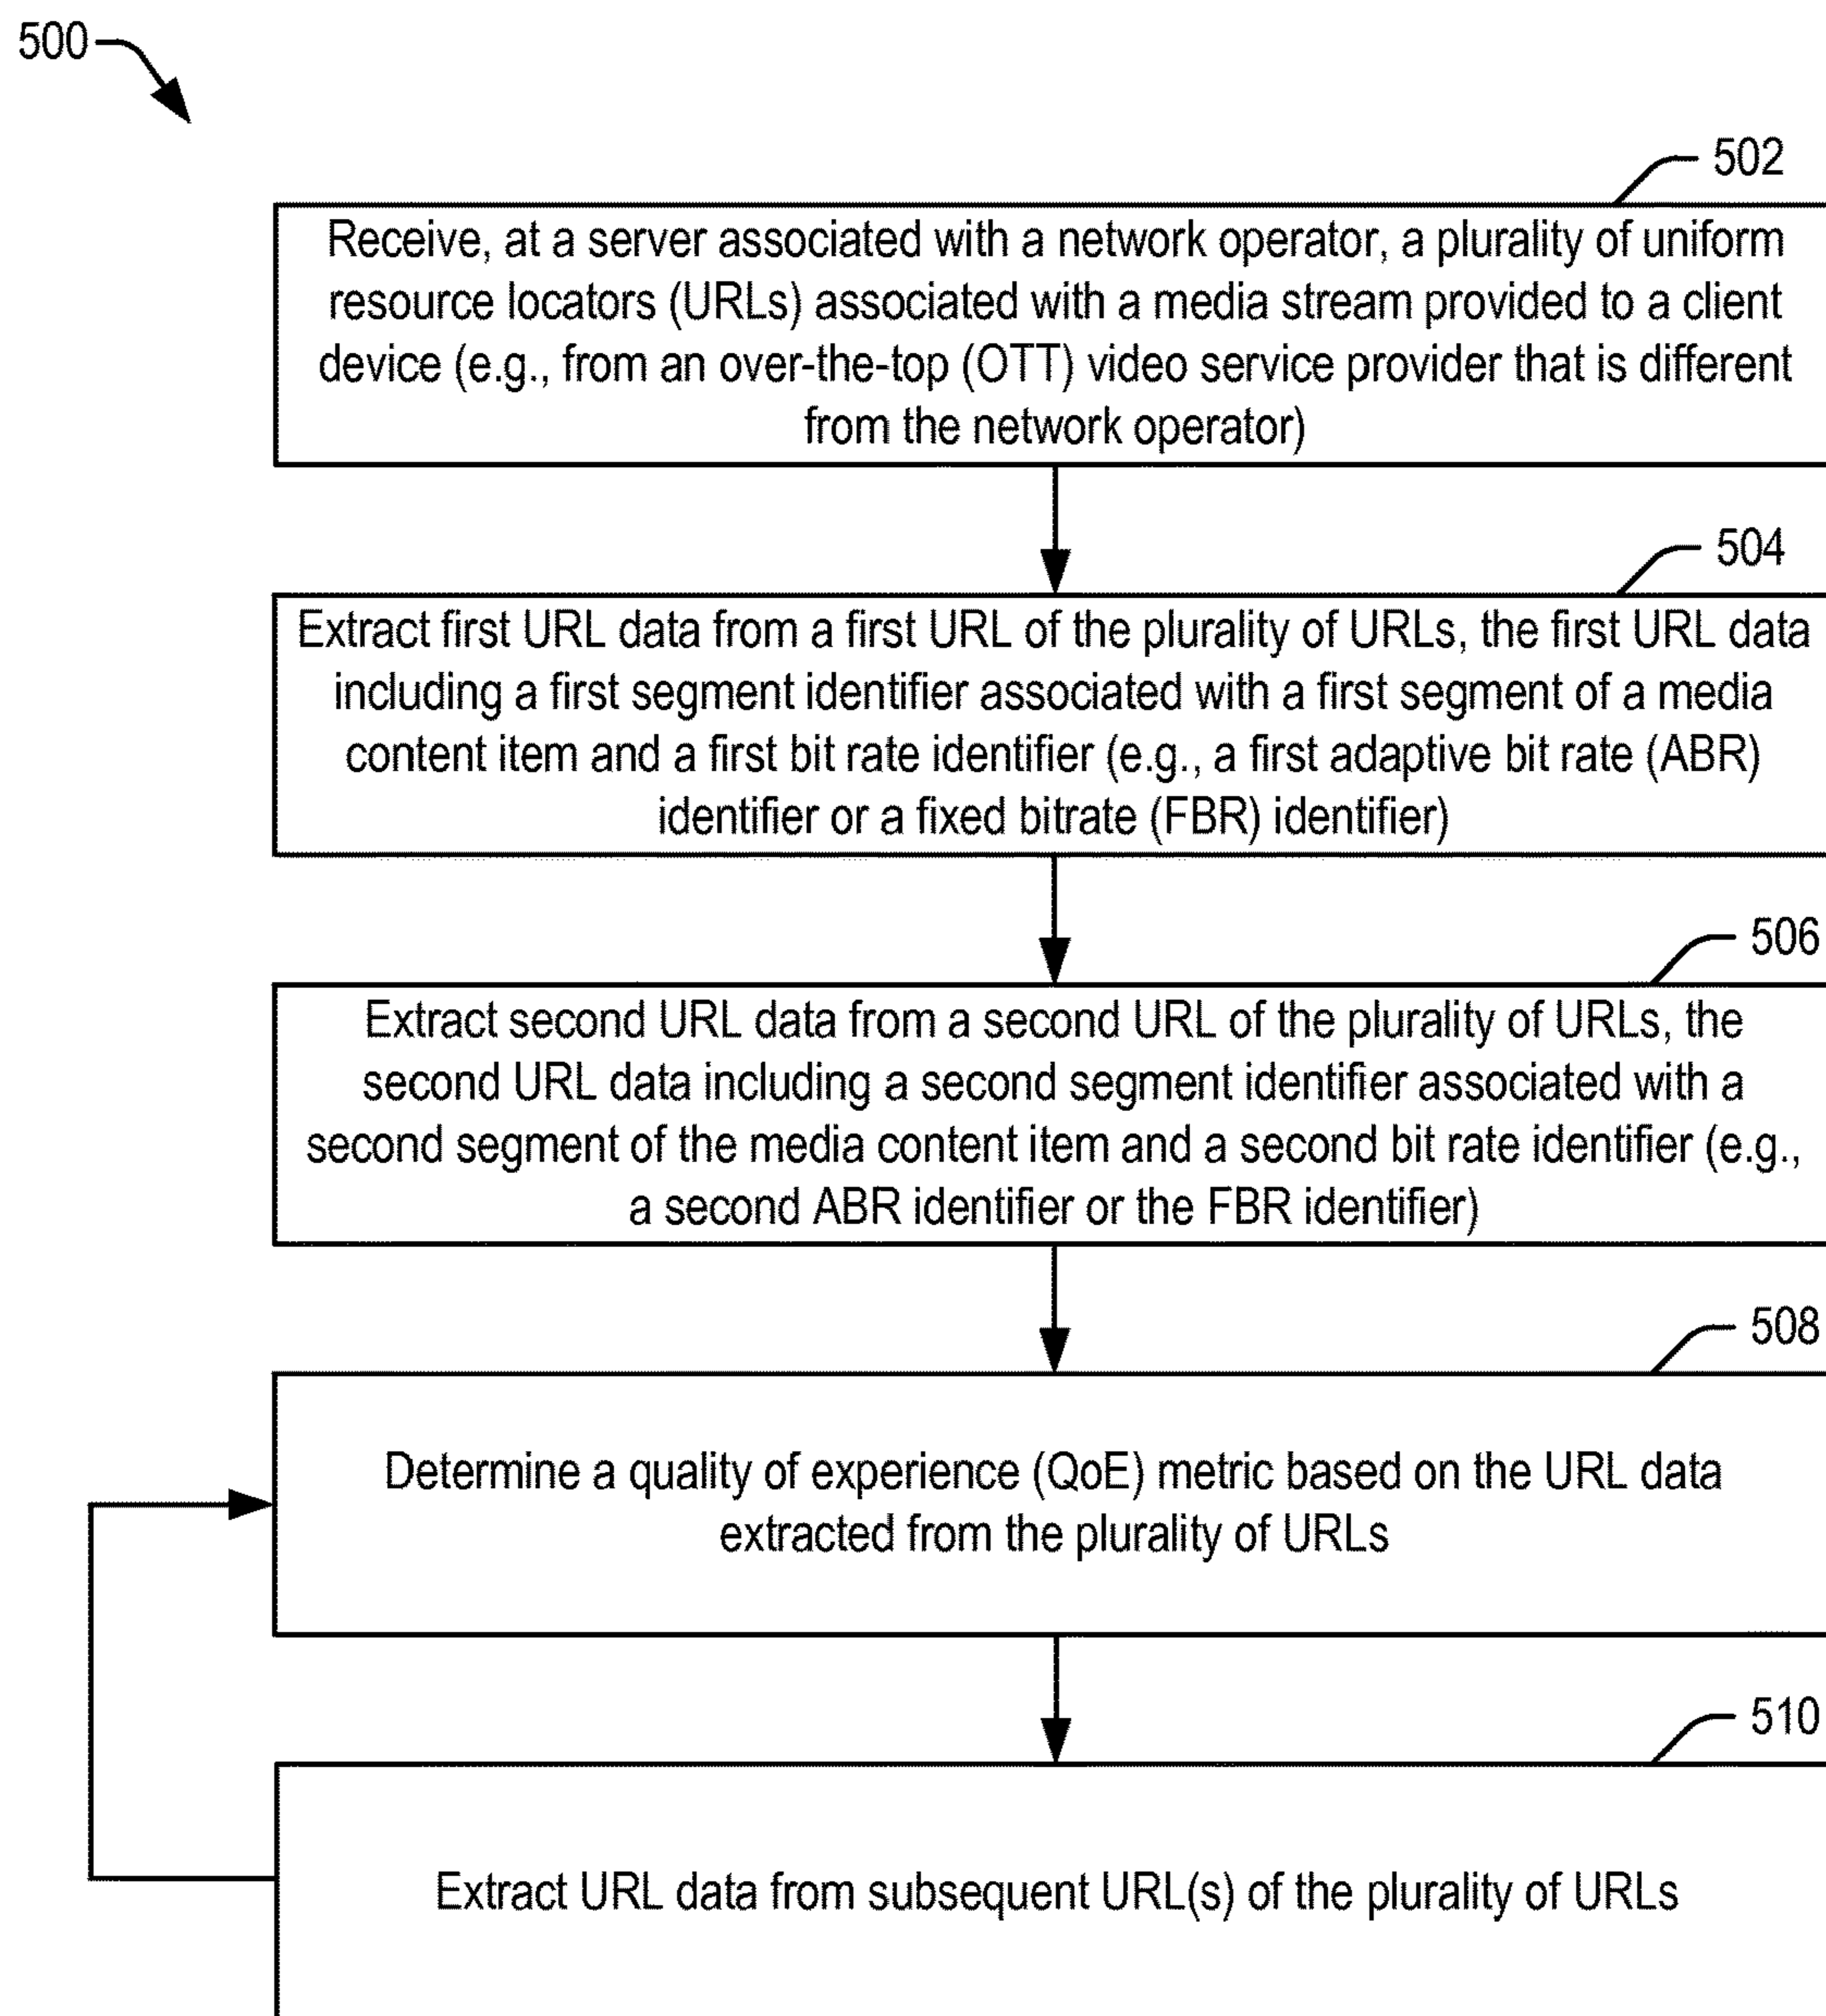 500
502
Receive, at a server associated with a network operator, a plurality of uniform
resource locators (URLs) associated with a media stream provided to a client
device (e.g., from an over-the-top (OTT) video service provider that is different
from the network operator)
504
Extract first URL data from a first URL of the plurality of URLs, the first URL data
including a first segment identifier associated with a first segment of a media
content item and a first bit rate identifier (e.g., a first adaptive bit rate (ABR)
identifier or a fixed bitrate (FBR) identifier)
506
Extract second URL data from a second URL of the plurality of URLs, the
second URL data including a second segment identifier associated with a
second segment of the media content item and a second bit rate identifier (e.g.,
a second ABR identifier or the FBR identifier)
508
Determine a quality of experience (QoE) metric based on the URL data
extracted from the plurality of URLs
510
Extract URL data from subsequent URL(s) of the plurality of URLs